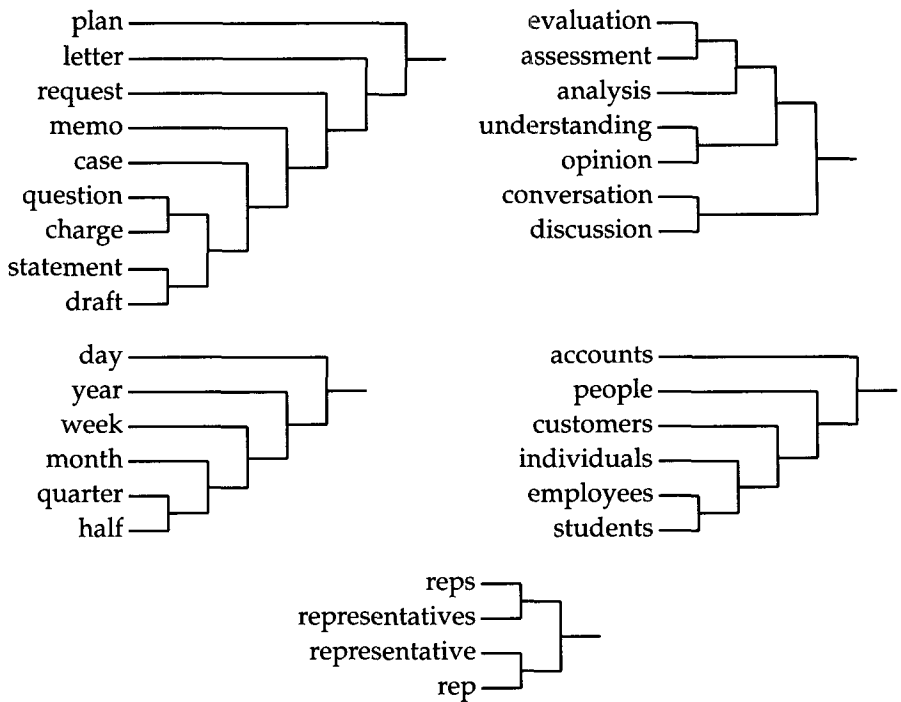 plan
letter
request
memo
case
question
charge
statement
draft
evaluation
assessment
analysis
understanding
opinion
conversation
discussion
day
year
week
month
quarter
half
accounts
people
customers
individuals
employees
students
reps
representatives
representative
rep